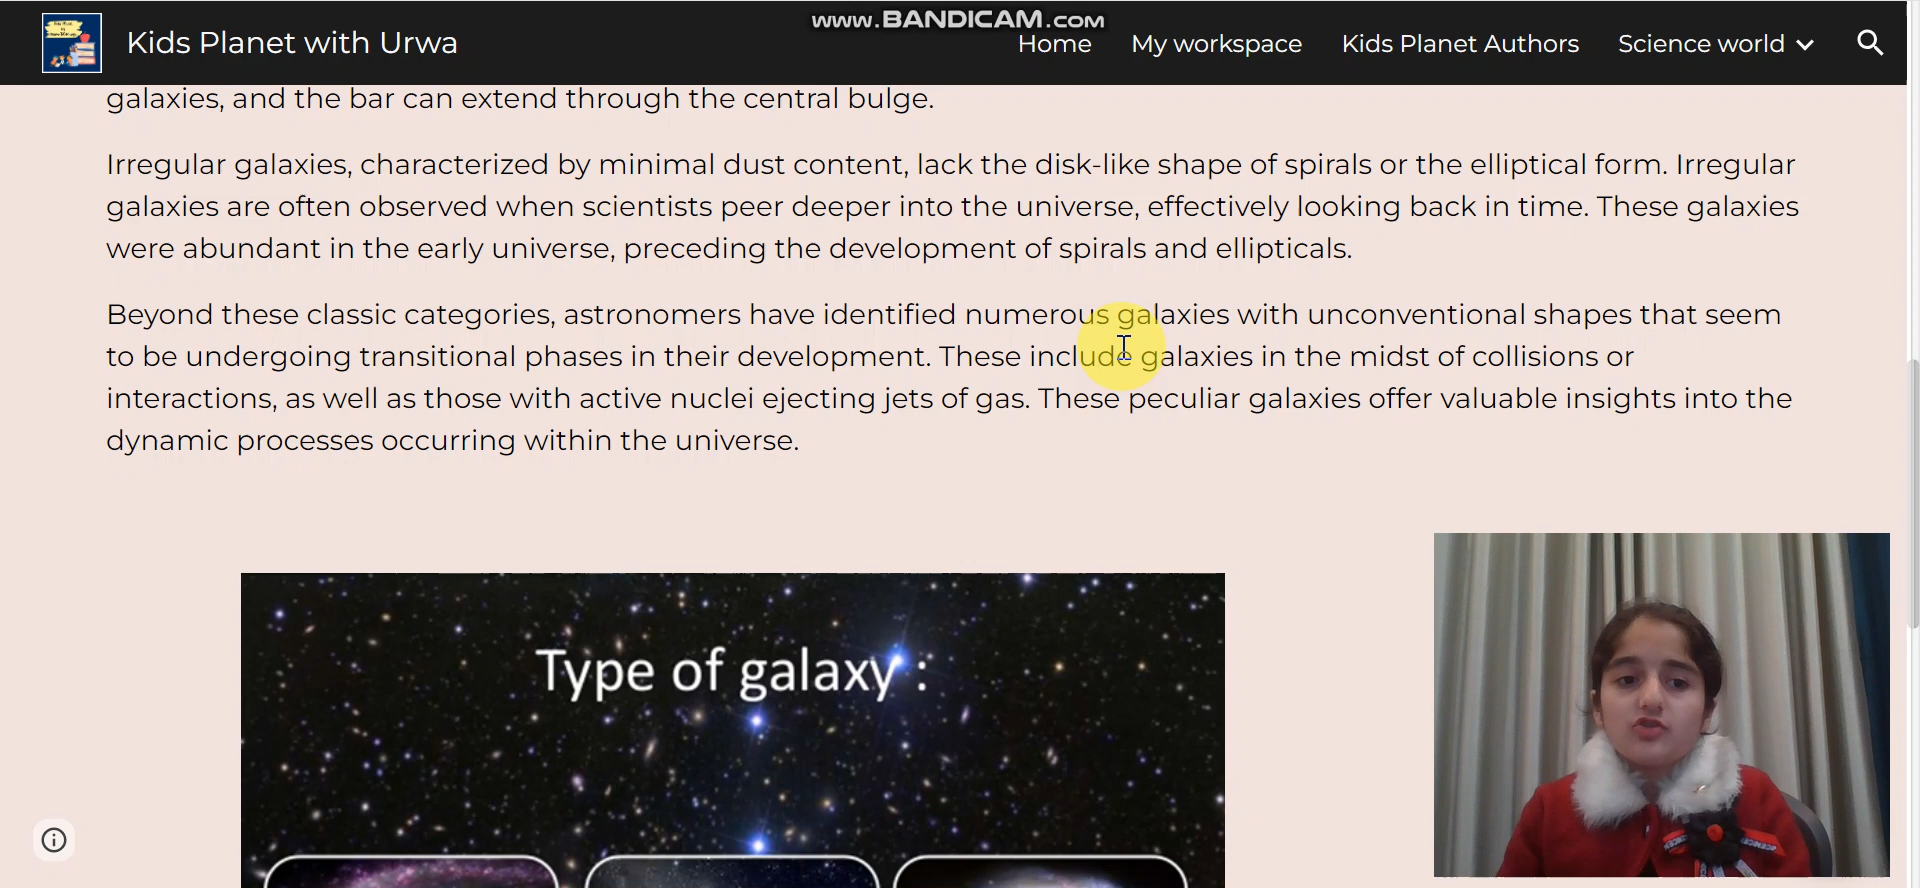 www.BANDICAM.com
Kids Planet with Urwa
Home My workspace Kids Planet Authors Science world
galaxies, and the bar can extend through the central bulge.
Irregular galaxies, characterized by minimal dust content, lack the disk-like shape of spirals or the elliptical form. Irregular
galaxies are often observed when scientists peer deeper into the universe, effectively looking back in time. These galaxies
were abundant in the early universe, preceding the development of spirals and ellipticals.
Beyond these classic categories, astronomers have identified numerous galaxies with unconventional shapes that seem
to be undergoing transitional phases in their development. These include galaxies in the midst of collisions or
interactions, as well as those with active nuclei ejecting jets of gas. These peculiar galaxies offer valuable insights into the
dynamic processes occurring within the universe.
Type of galaxy :